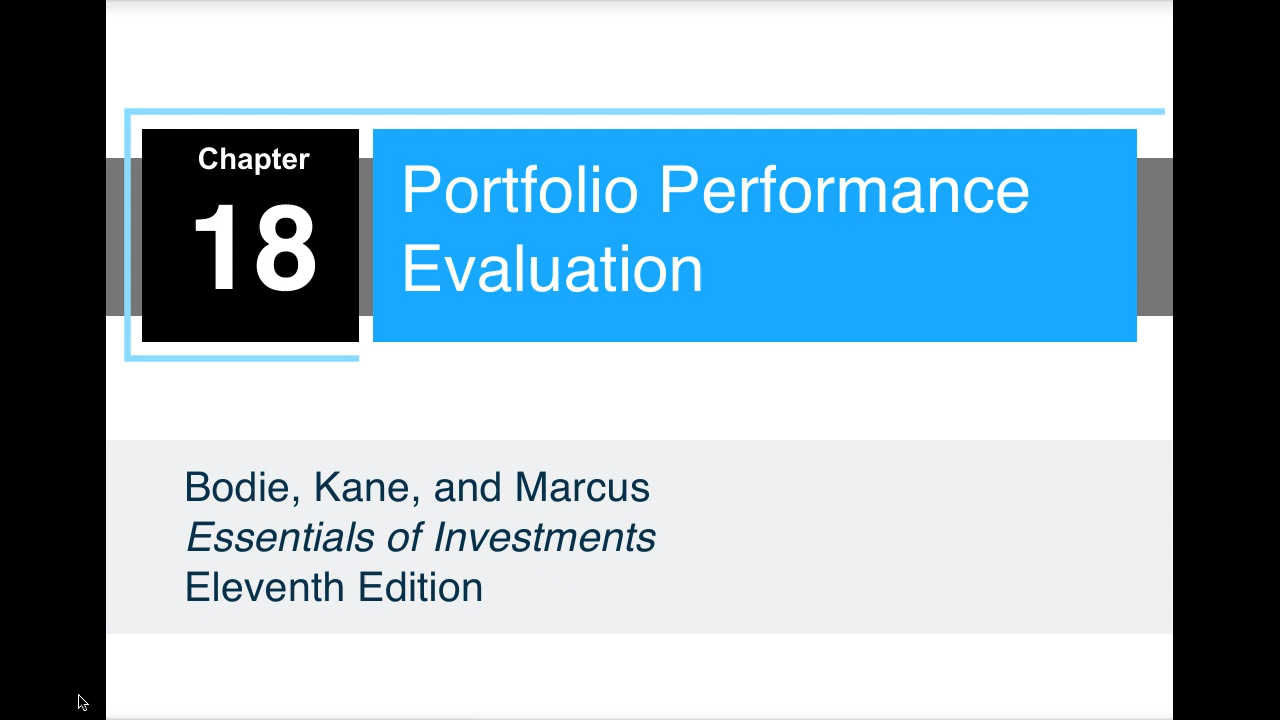 Chapter
18
Portfolio Performance
Evaluation
Bodie, Kane, and Marcus
Essentials of Investments
Eleventh Edition